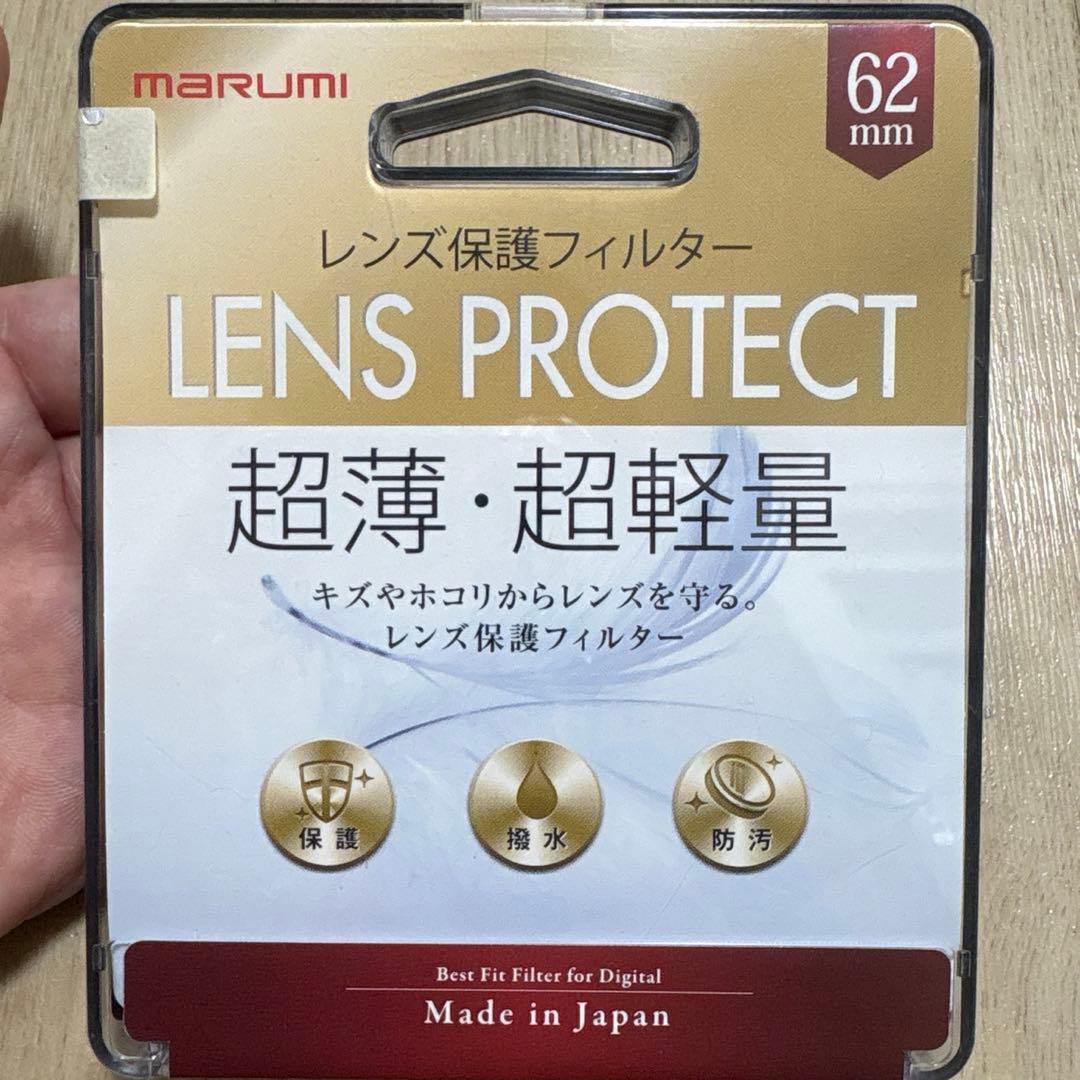 marumi
62
mm
レンズ保護フィルター
LENS PROTECT
超薄・超軽量
キズやホコリからレンズを守る。
レンズ保護フィルター
保護
撥水
防汚
Best Fit Filter for Digital
Made in Japan